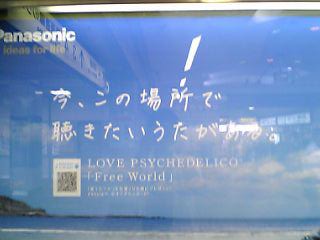 Panasonic
ideas for life
!
今、この場所で
聴きたいうたがある。
LOVE PSYCHEDELICO
「Free World」